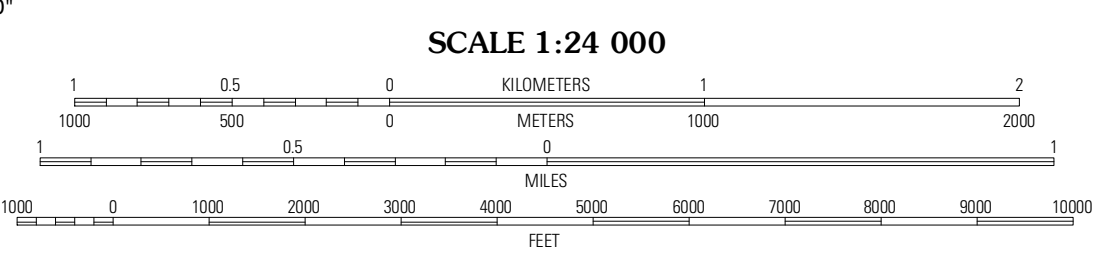 0"
SCALE 1:24 000
1 0.5 0 KILOMETERS 1 2
1000 500 0 METERS 1000 2000
1 0.5 0 1
MILES
1000 0 1000 2000 3000 4000 5000 6000 7000 8000 9000 10000
FEET